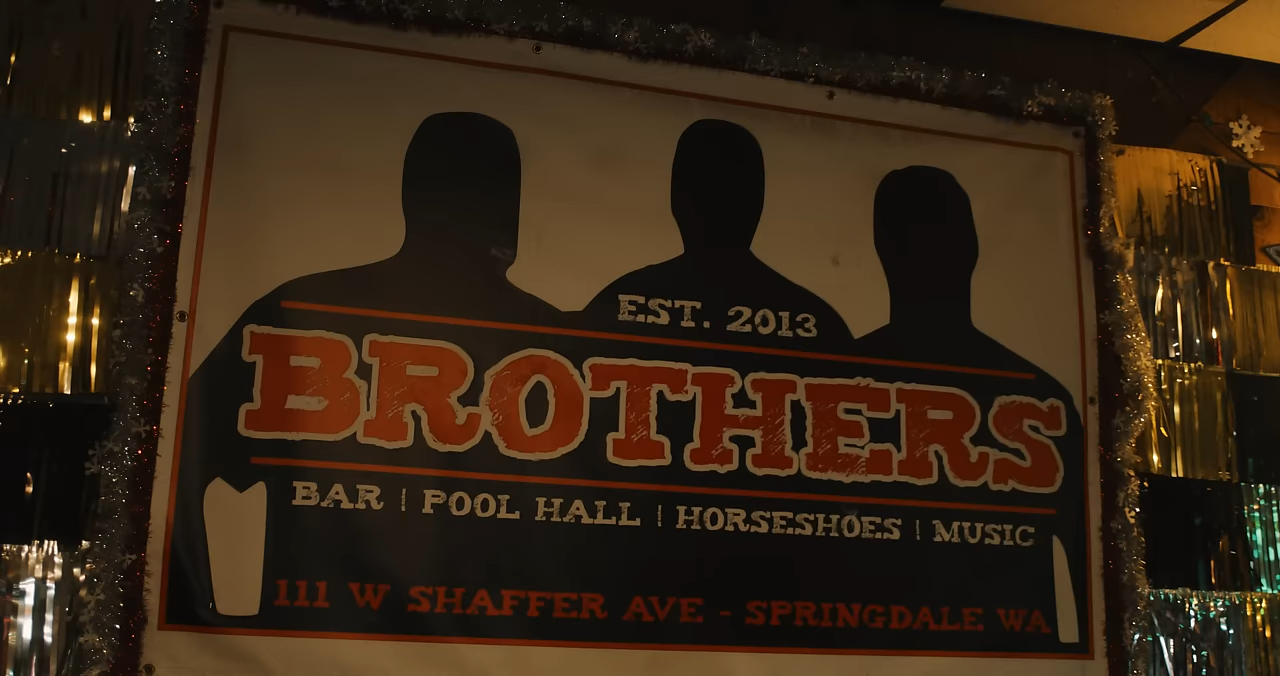 EST. 2013
BROTHERS
BAR | POOL HALL | HORSESHOES | MUSIC
111 W SHAFFER AVE - SPRINGDALE WA